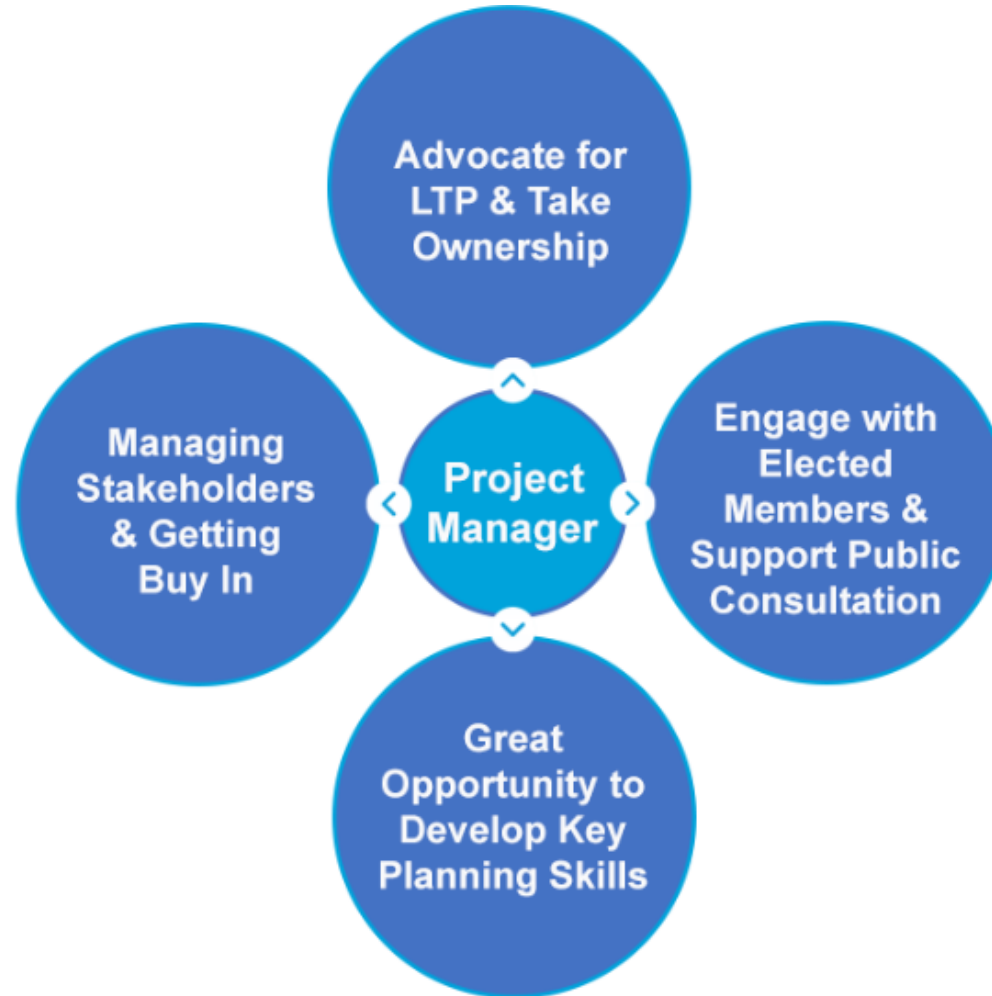 Advocate for
LTP & Take
Ownership
Managing
Stakeholders
& Getting
Buy In
Project
Manager
Engage with
Elected
Members &
Support Public
Consultation
Great
Opportunity to
Develop Key
Planning Skills